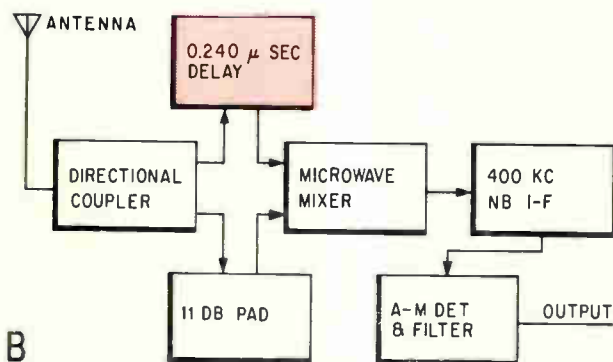 ANTENNA
0.240 μ SEC
DELAY
DIRECTIONAL
COUPLER
MICROWAVE
MIXER
400 KC
NB I-F
11 DB PAD
A-M DET
& FILTER
OUTPUT
B